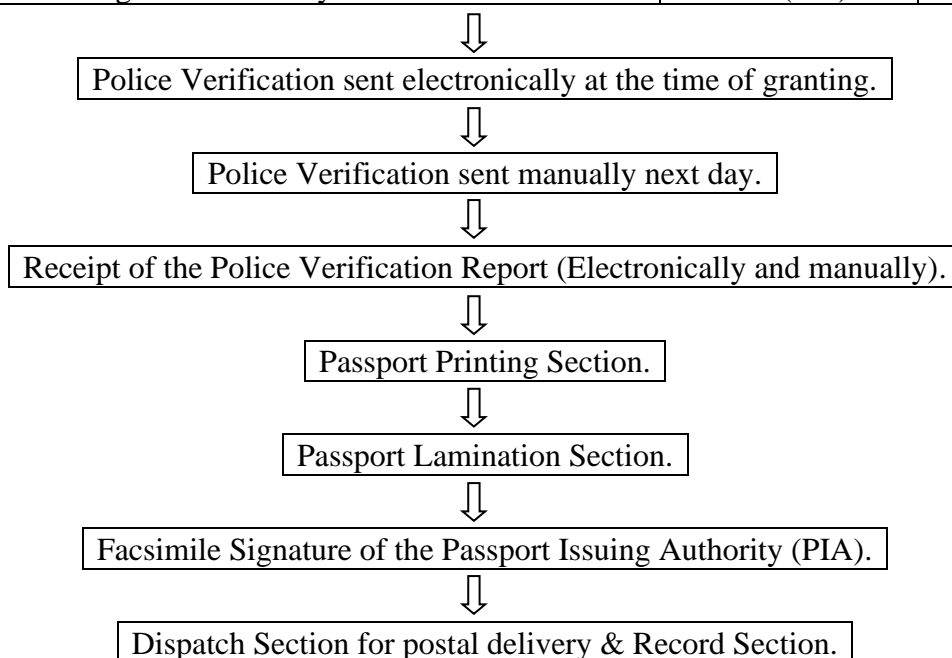 Police Verification sent electronically at the time of granting.
Police Verification sent manually next day.
Receipt of the Police Verification Report (Electronically and manually).
Passport Printing Section.
Passport Lamination Section.
Facsimile Signature of the Passport Issuing Authority (PIA).
Dispatch Section for postal delivery & Record Section.